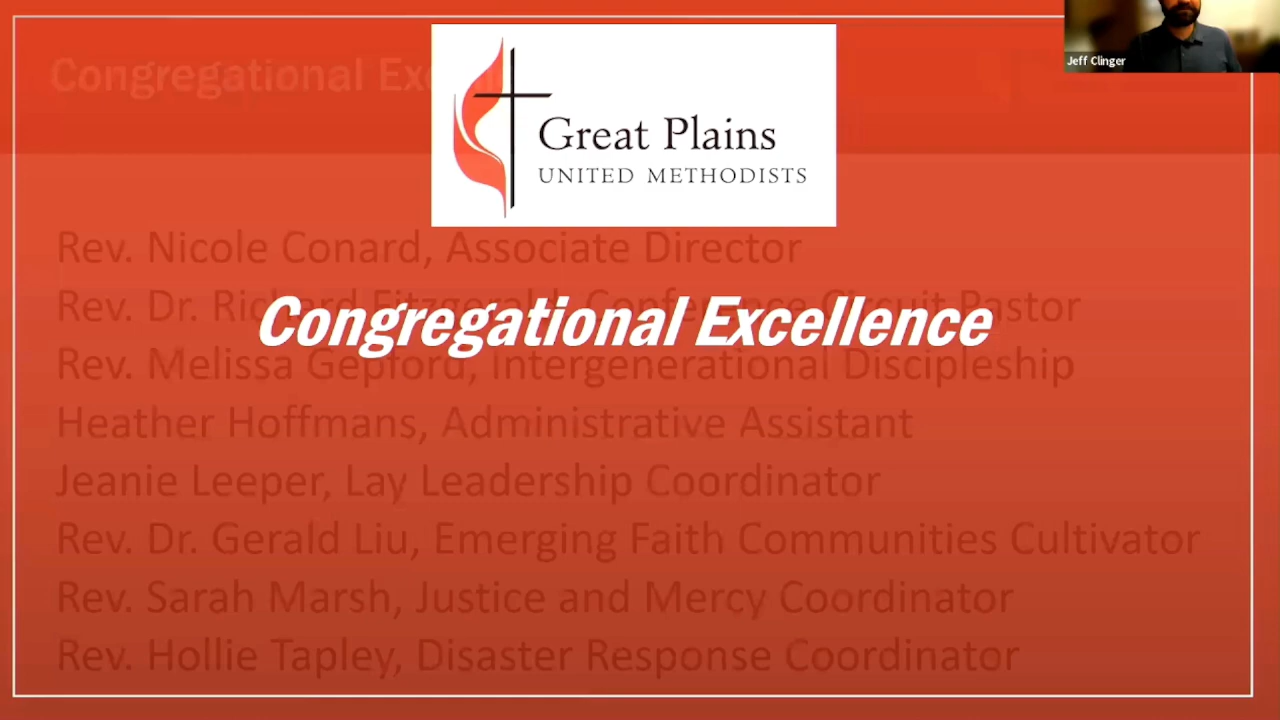 Congregational Exce
Jeff Clinger
Great Plains
UNITED METHODISTS
Rev. Nicole Conard, Associate Director
Rev. Dr. Richard Fitzgerald, Conference Circuit Pastor
Congregational Excellence
Rev. Melissa Gepford, Intergenerational Discipleship
Heather Hoffmans, Administrative Assistant
Jeanie Leeper, Lay Leadership Coordinator
Rev. Dr. Gerald Liu, Emerging Faith Communities Cultivator
Rev. Sarah Marsh, Justice and Mercy Coordinator
Rev. Hollie Tapley, Disaster Response Coordinator